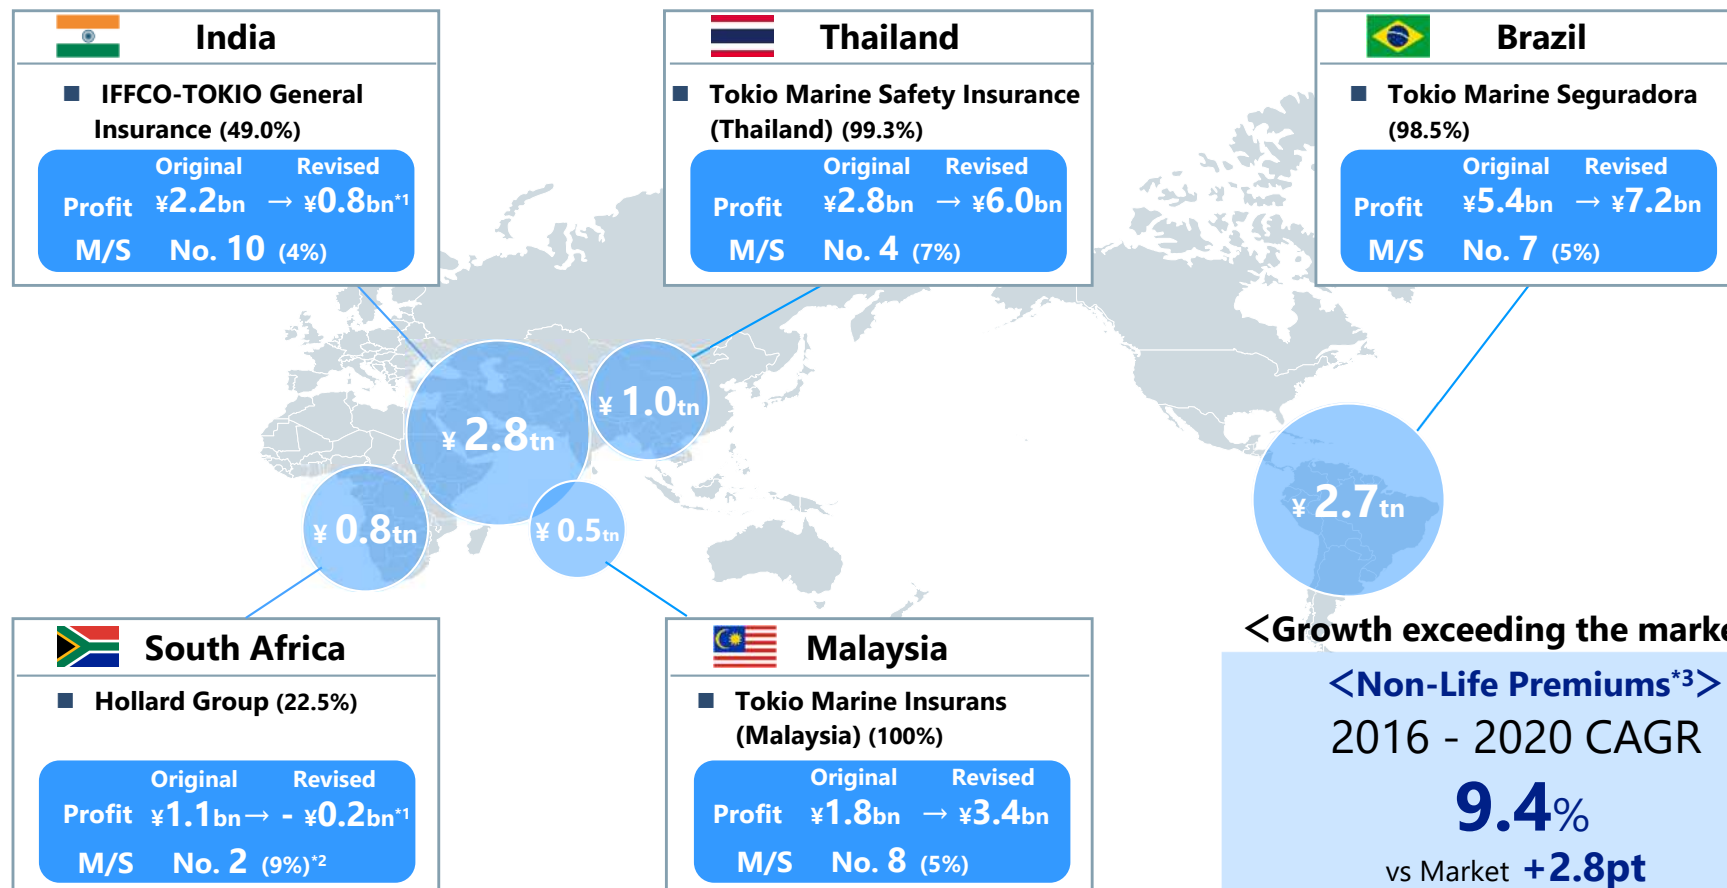 India
■ IFFCO-TOKIO General
Insurance (49.0%)
Original Revised
Profit ¥2.2bn → ¥0.8bn*1
M/S No. 10 (4%)
Thailand
■ Tokio Marine Safety Insurance
(Thailand) (99.3%)
Original Revised
Profit ¥2.8bn → ¥6.0bn
M/S No. 4 (7%)
Brazil
■ Tokio Marine Seguradora
(98.5%)
Original Revised
Profit ¥5.4bn → ¥7.2bn
M/S No. 7 (5%)
¥ 2.8tn
¥ 1.0tn
¥ 0.8tn
¥ 0.5tn
¥ 2.7tn
South Africa
■ Hollard Group (22.5%)
Original Revised
Profit ¥1.1bn → - ¥0.2bn*1
M/S No. 2 (9%)*2
Malaysia
■ Tokio Marine Insurans
(Malaysia) (100%)
Original Revised
Profit ¥1.8bn → ¥3.4bn
M/S No. 8 (5%)
<Growth exceeding the marke
<Non-Life Premiums*3>
2016 - 2020 CAGR
9.4%
vs Market +2.8pt